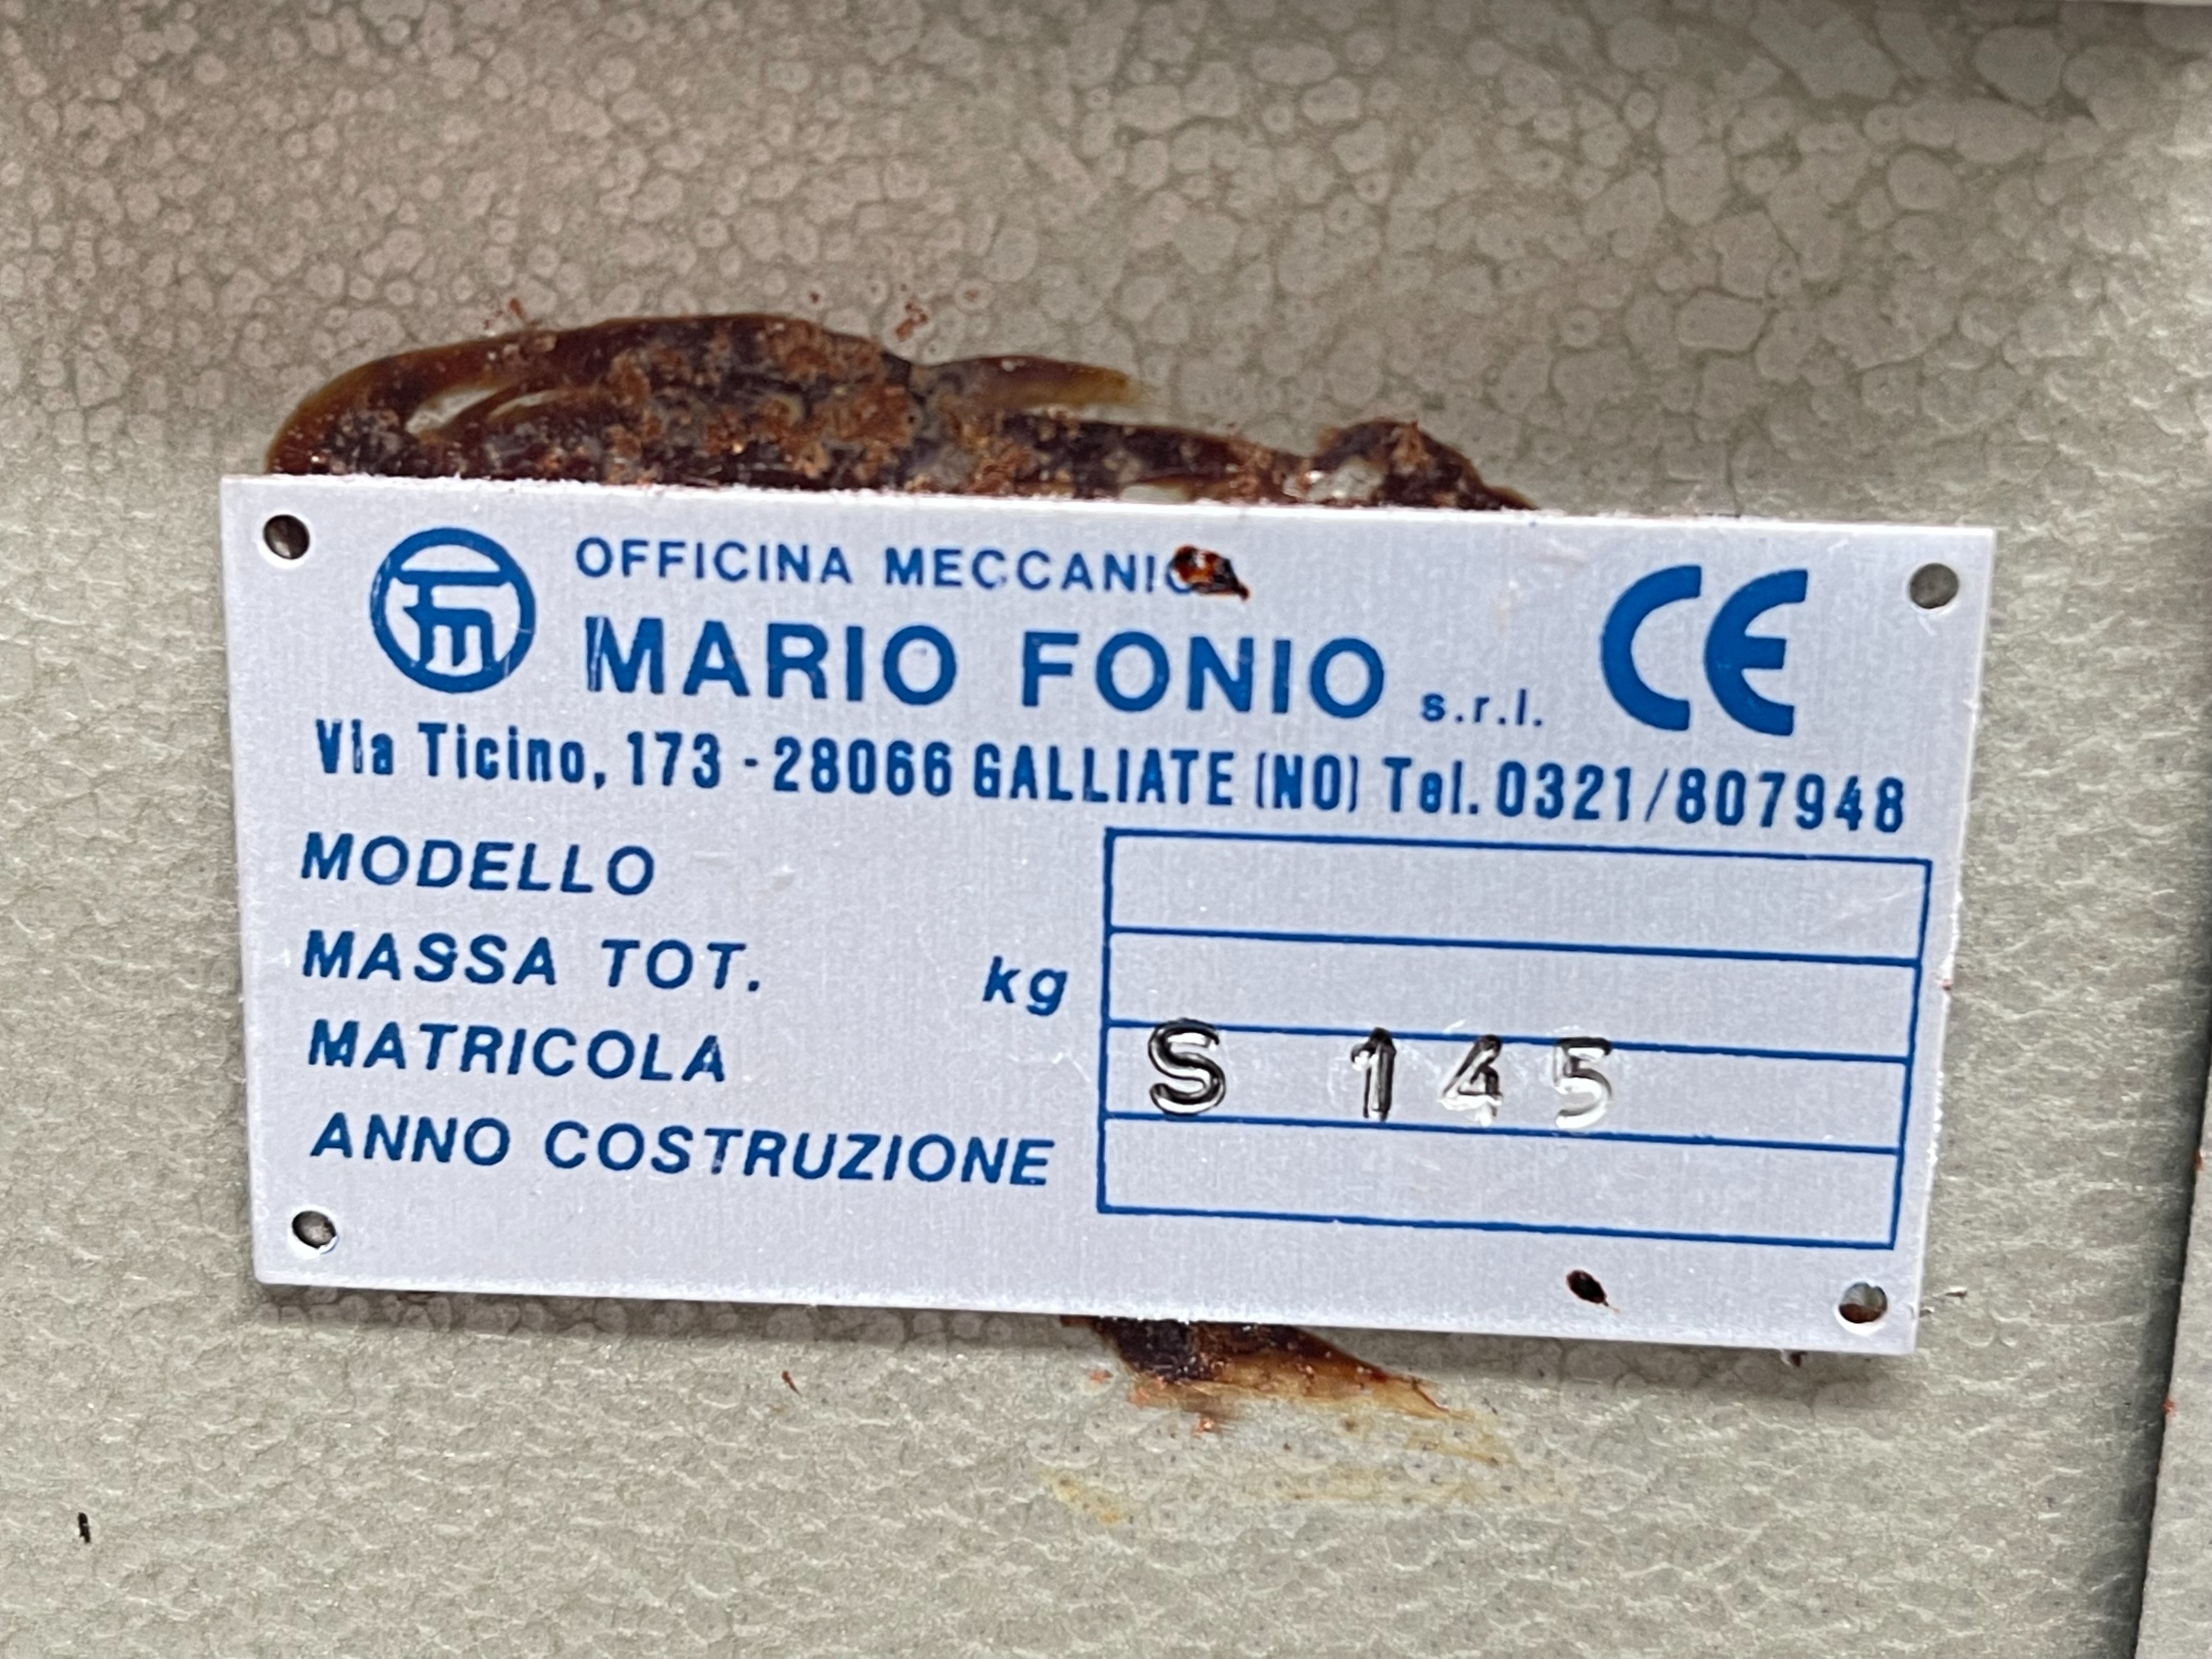 fm OFFICINA MECCANIC
MARIO FONIO s.r.l. CE
Via Ticino, 173 - 28066 GALLIATE (NO) Tel. 0321/807948
MODELLO
MASSA TOT. kg
MATRICOLA S 145
ANNO COSTRUZIONE